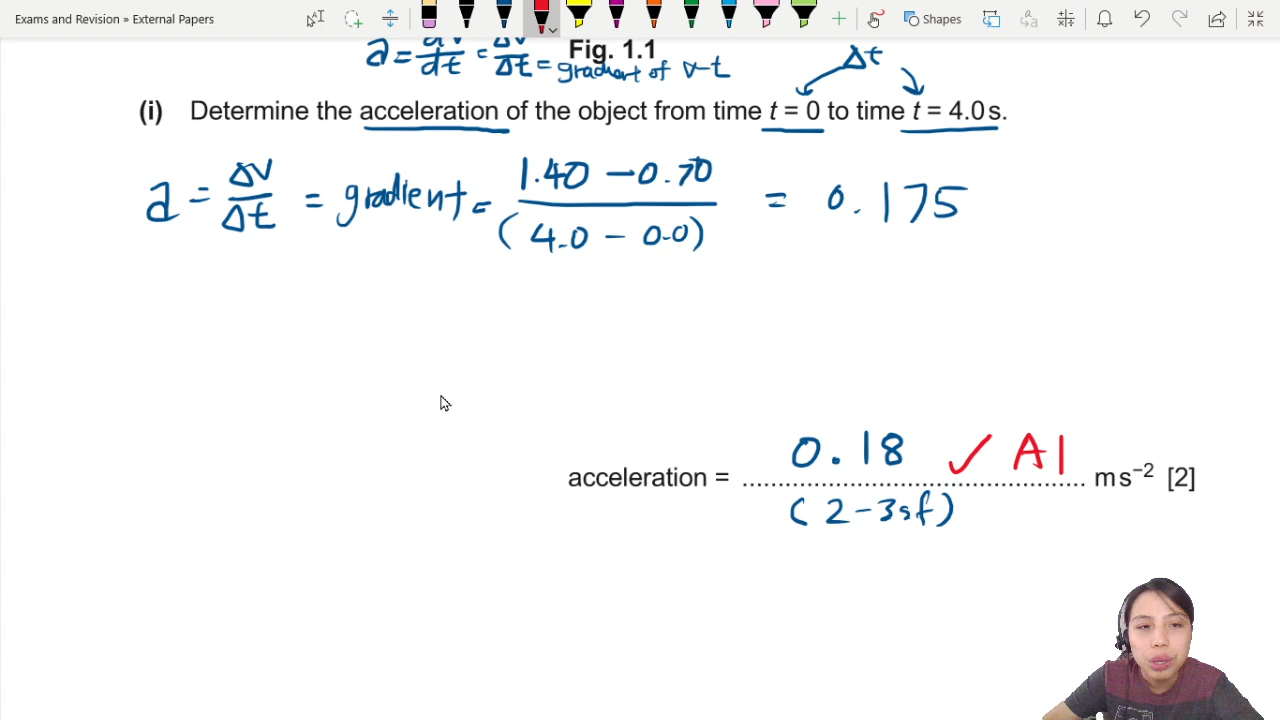 Exams and Revision » External Papers
Shapes
a = dv/dt = Δv/Δt = gradient of v-t
Fig. 1.1
Δt
(i) Determine the acceleration of the object from time t = 0 to time t = 4.0 s.
a = Δv/Δt = gradient = 1.40 − 0.70 / (4.0 − 0.0) = 0.175
0.18 ✓ A1
acceleration = ................................................ m s⁻² [2]
(2-3sf)